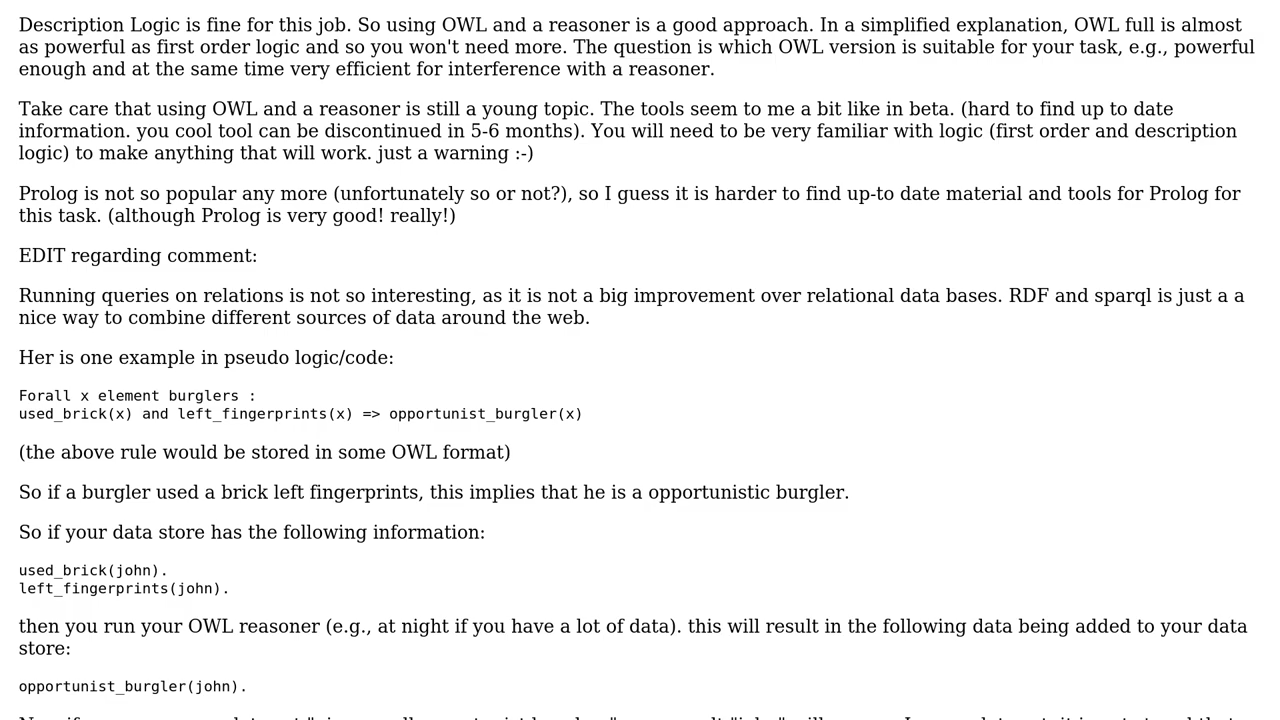 Description Logic is fine for this job. So using OWL and a reasoner is a good approach. In a simplified explanation, OWL full is almost
as powerful as first order logic and so you won't need more. The question is which OWL version is suitable for your task, e.g., powerful
enough and at the same time very efficient for interference with a reasoner.
Take care that using OWL and a reasoner is still a young topic. The tools seem to me a bit like in beta. (hard to find up to date
information. you cool tool can be discontinued in 5-6 months). You will need to be very familiar with logic (first order and description
logic) to make anything that will work. just a warning :-)
Prolog is not so popular any more (unfortunately so or not?), so I guess it is harder to find up-to date material and tools for Prolog for
this task. (although Prolog is very good! really!)
EDIT regarding comment:
Running queries on relations is not so interesting, as it is not a big improvement over relational data bases. RDF and sparql is just a a
nice way to combine different sources of data around the web.
Her is one example in pseudo logic/code:
Forall x element burglers :
used_brick(x) and left_fingerprints(x) => opportunist_burgler(x)
(the above rule would be stored in some OWL format)
So if a burgler used a brick left fingerprints, this implies that he is a opportunistic burgler.
So if your data store has the following information:
used_brick(john).
left_fingerprints(john).
then you run your OWL reasoner (e.g., at night if you have a lot of data). this will result in the following data being added to your data
store:
opportunist_burgler(john).